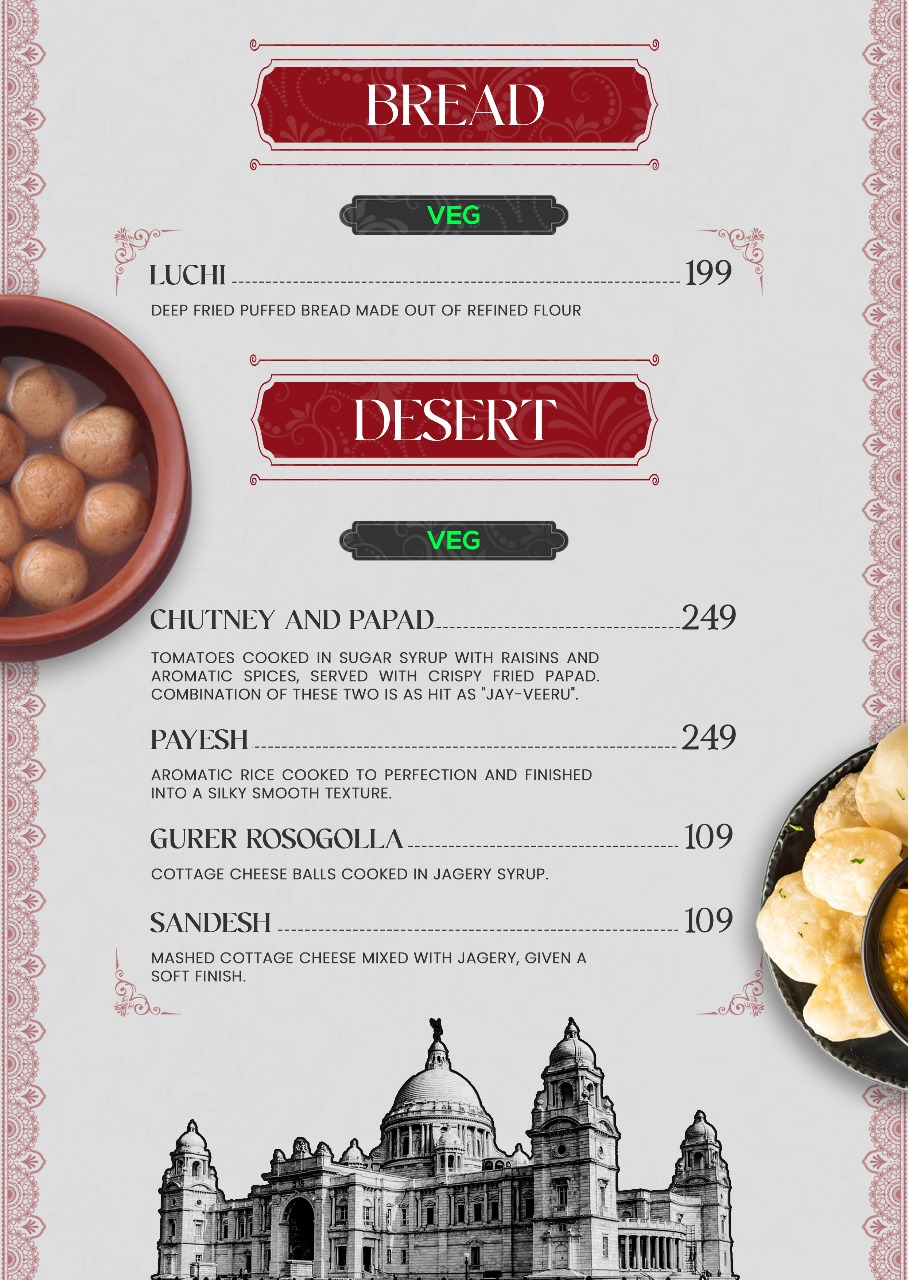 BREAD
VEG
LUCHI 199
DEEP FRIED PUFFED BREAD MADE OUT OF REFINED FLOUR
DESERT
VEG
CHUTNEY AND PAPAD 249
TOMATOES COOKED IN SUGAR SYRUP WITH RAISINS AND
AROMATIC SPICES, SERVED WITH CRISPY FRIED PAPAD.
COMBINATION OF THESE TWO IS AS HIT AS "JAY-VEERU".
PAYESH 249
AROMATIC RICE COOKED TO PERFECTION AND FINISHED
INTO A SILKY SMOOTH TEXTURE.
GURER ROSOGOLLA 109
COTTAGE CHEESE BALLS COOKED IN JAGERY SYRUP.
SANDESH 109
MASHED COTTAGE CHEESE MIXED WITH JAGERY, GIVEN A
SOFT FINISH.